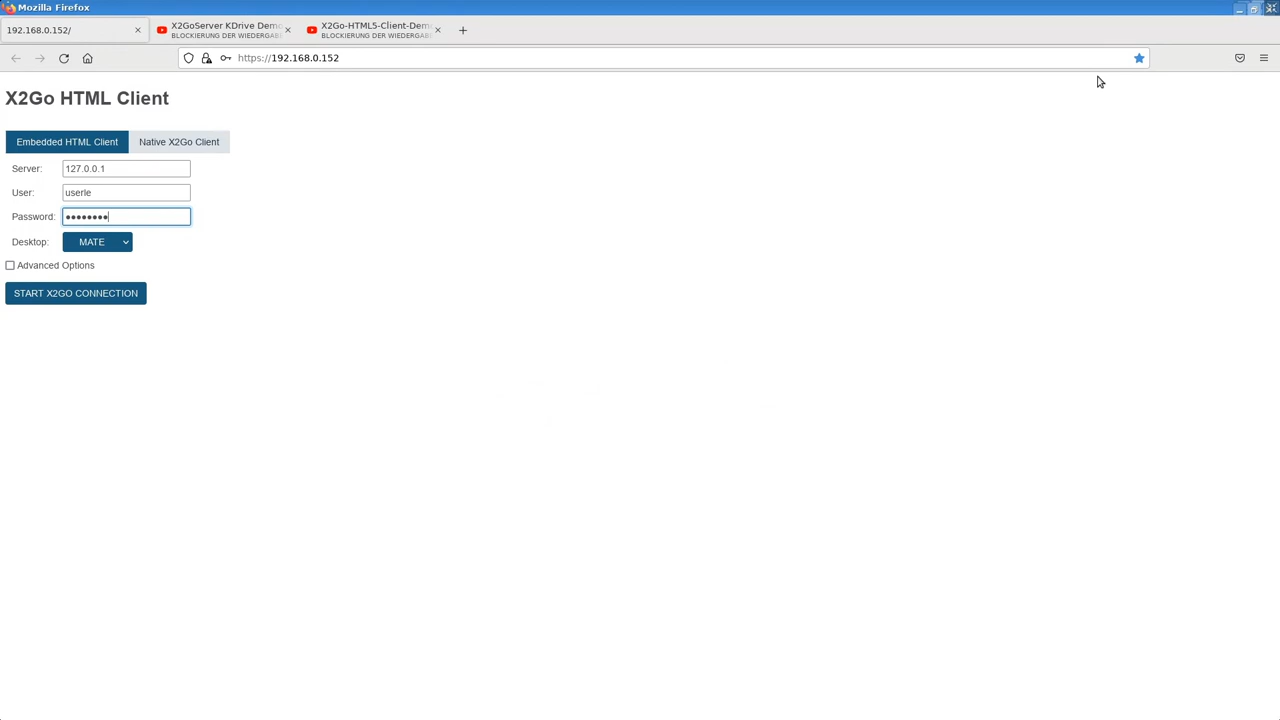 Mozilla Firefox
192.168.0.152/
X2GoServer KDrive Demo
BLOCKIERUNG DER WIEDERGAB
X2Go-HTML5-Client-Demo
BLOCKIERUNG DER WIEDERGAB
https://192.168.0.152
X2Go HTML Client
Embedded HTML Client
Native X2Go Client
Server: 127.0.0.1
User: userle
Password: ••••••••
Desktop: MATE
Advanced Options
START X2GO CONNECTION